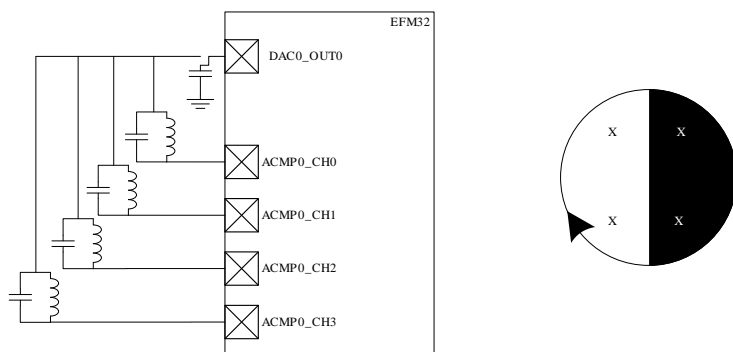 EFM32
DAC0_OUT0
ACMP0_CH0
ACMP0_CH1
ACMP0_CH2
ACMP0_CH3
X X
X X